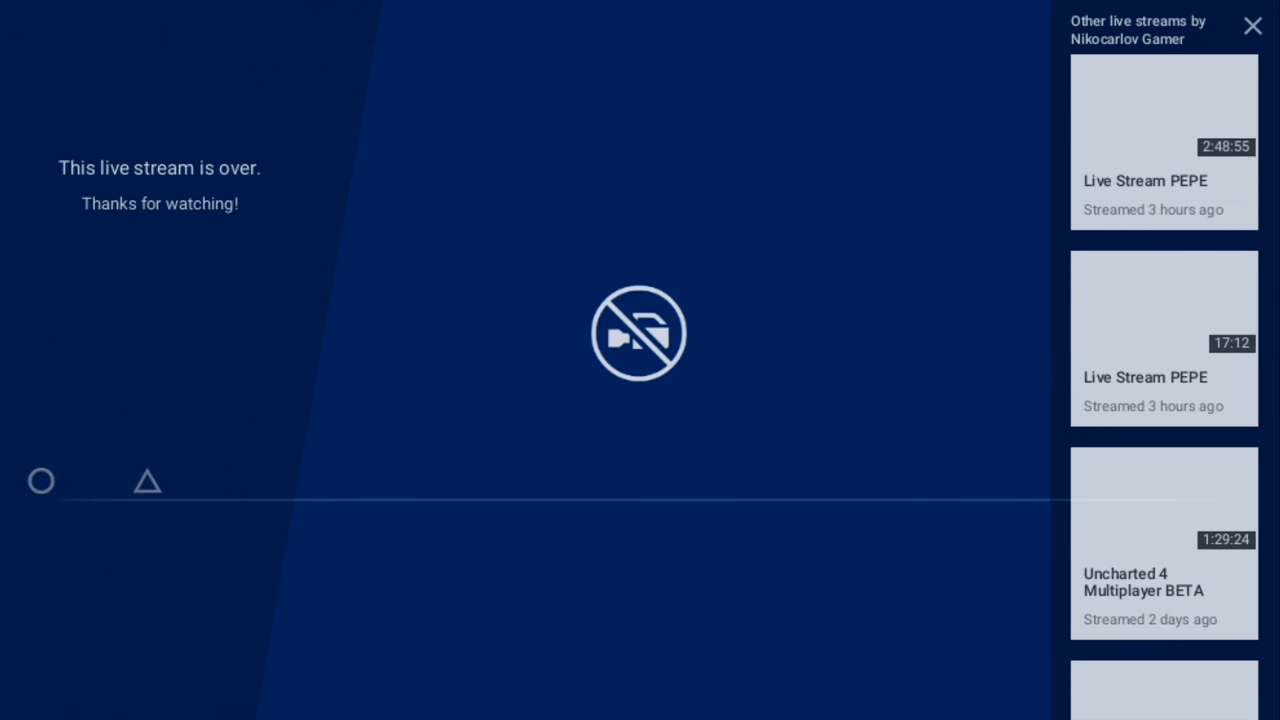 This live stream is over.
Thanks for watching!
Other live streams by
Nikocarlov Gamer
2:48:55
Live Stream PEPE
Streamed 3 hours ago
17:12
Live Stream PEPE
Streamed 3 hours ago
1:29:24
Uncharted 4
Multiplayer BETA
Streamed 2 days ago